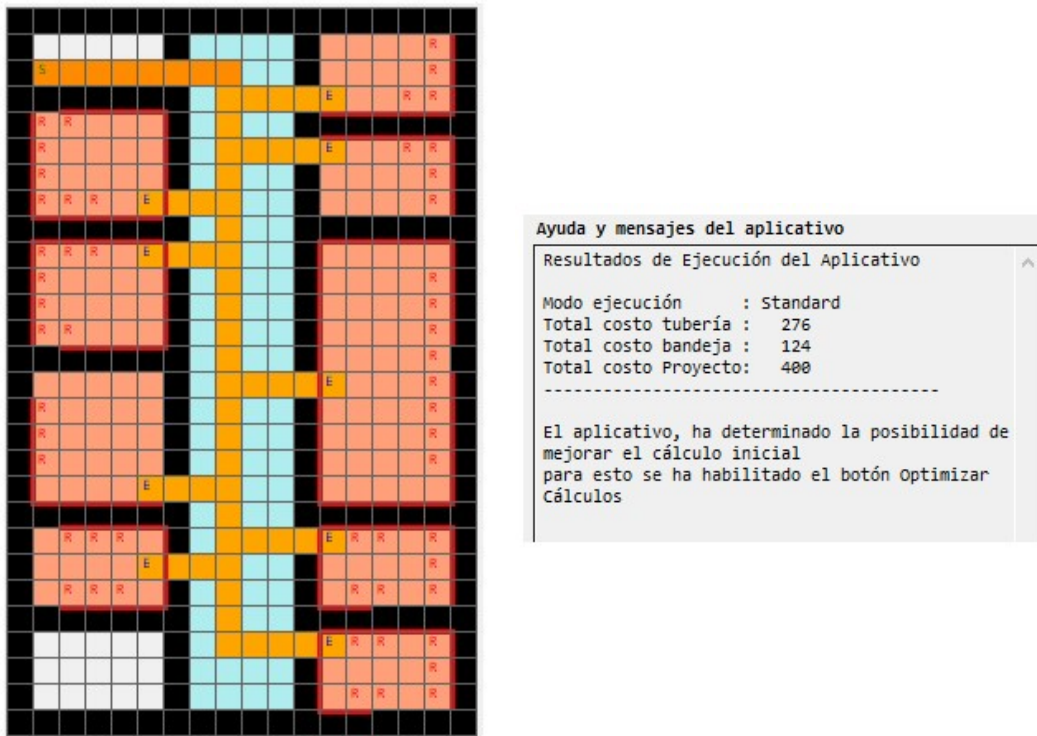 R
S R
E R R
R R
R E R R
R
R R R E
R R R E
R R
R R
R R R
R
E R
R R
R R
R
E
R R R E R R R
E R
R R R R R R
E R R R
R
R R R
Ayuda y mensajes del aplicativo
Resultados de Ejecución del Aplicativo
Modo ejecución : Standard
Total costo tubería : 276
Total costo bandeja : 124
Total costo Proyecto: 400
-----------------------------------------
El aplicativo, ha determinado la posibilidad de
mejorar el cálculo inicial
para esto se ha habilitado el botón Optimizar
Cálculos